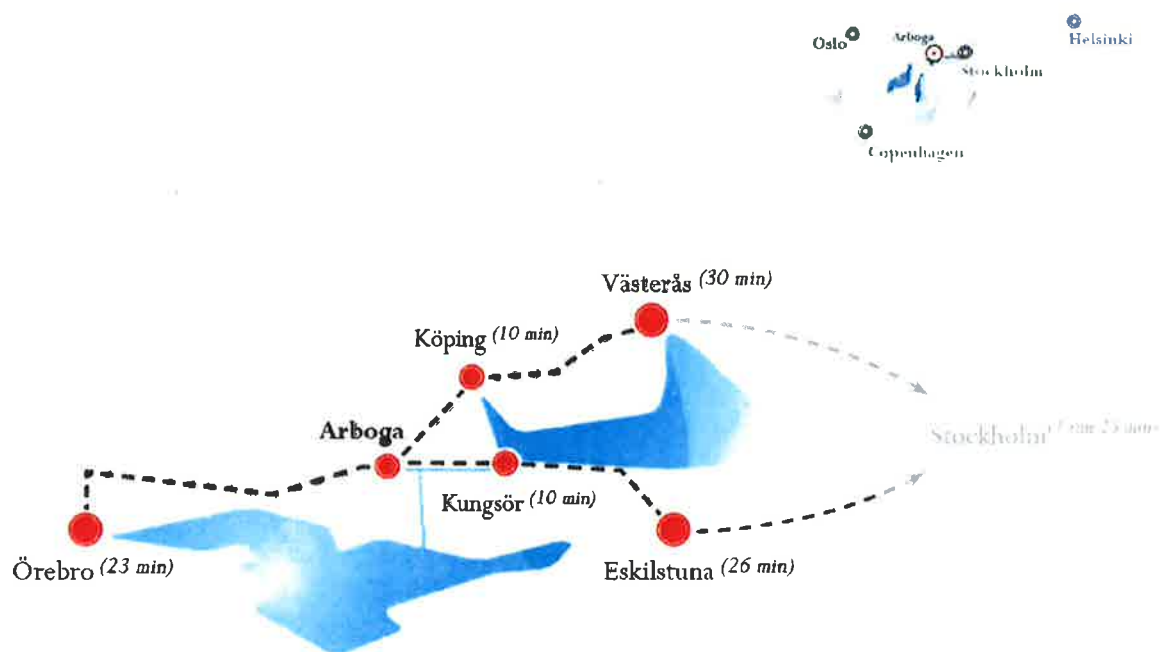 Oslo
Arboga
Helsinki
Stockholm
Copenhagen
Västerås (30 min)
Köping (10 min)
Arboga
Stockholm
Kungsör (10 min)
Örebro (23 min)
Eskilstuna (26 min)